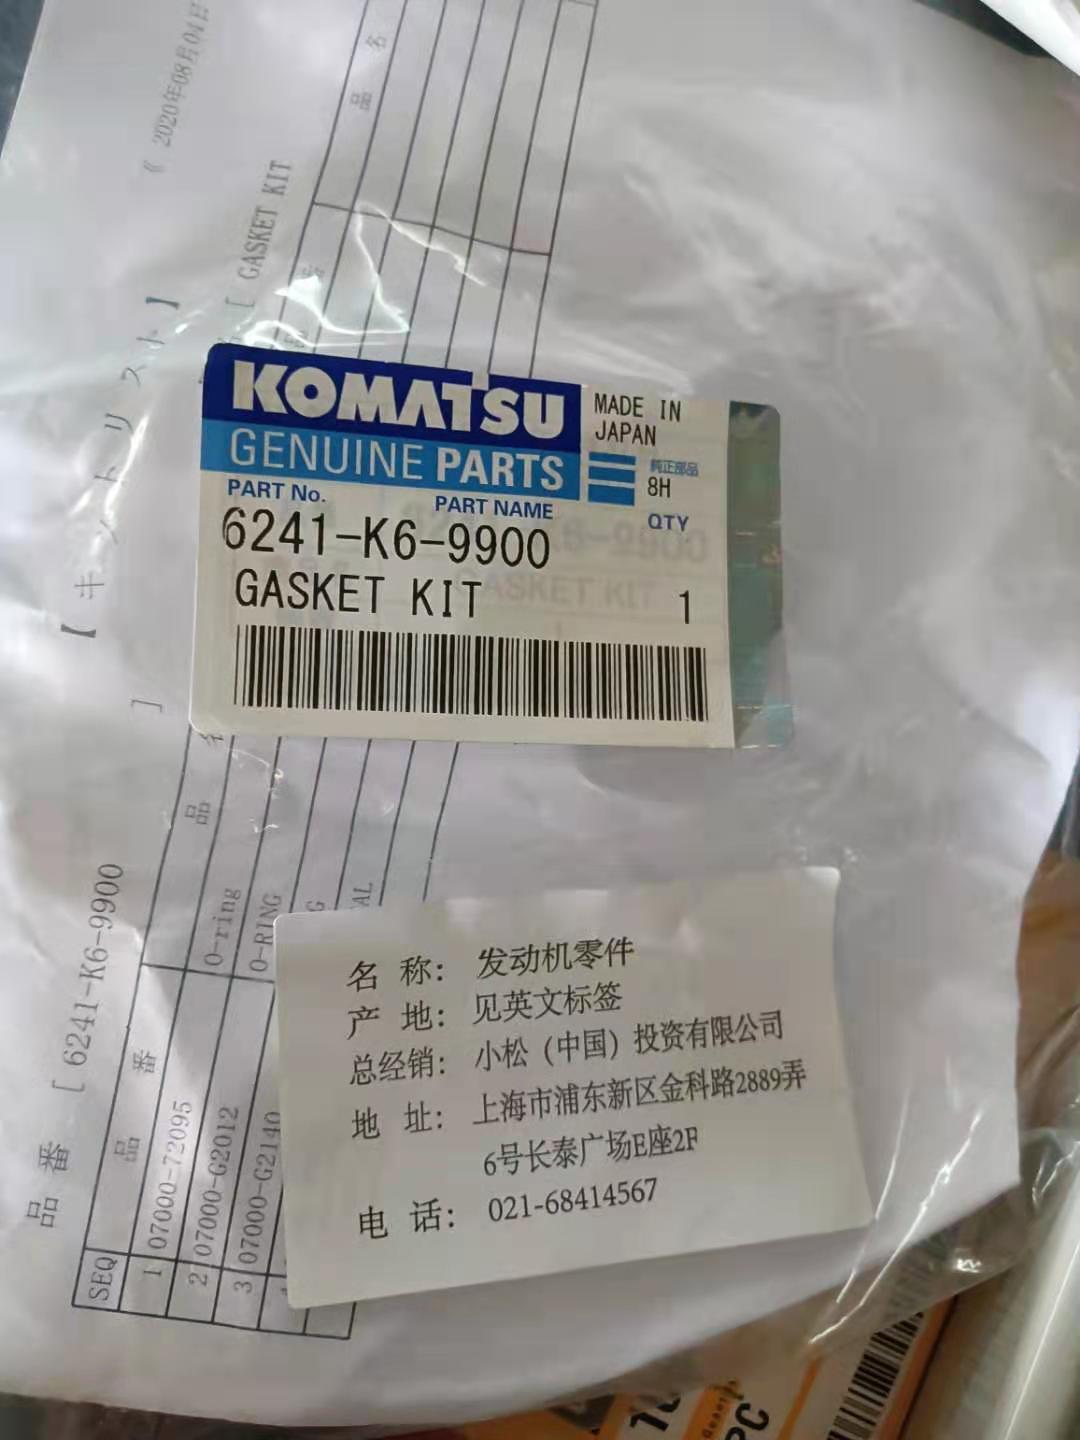 KOMATSU
GENUINE PARTS
MADE IN
JAPAN
純正部品
8H
PART No.
PART NAME
QTY
6241-K6-9900
GASKET KIT
1
名 称： 发动机零件
产 地： 见英文标签
总经销： 小松（中国）投资有限公司
地 址： 上海市浦东新区金科路2889弄
6号长泰广场E座2F
电 话： 021-68414567
2020年08月04日
【 キットリスト 】
品番 [ 6241-K6-9900 ]
[ GASKET KIT
SEQ 品 番 品 名
1 07000-72095 O-ring
2 07000-G2012 O-RING
3 07000-G2140
品 名